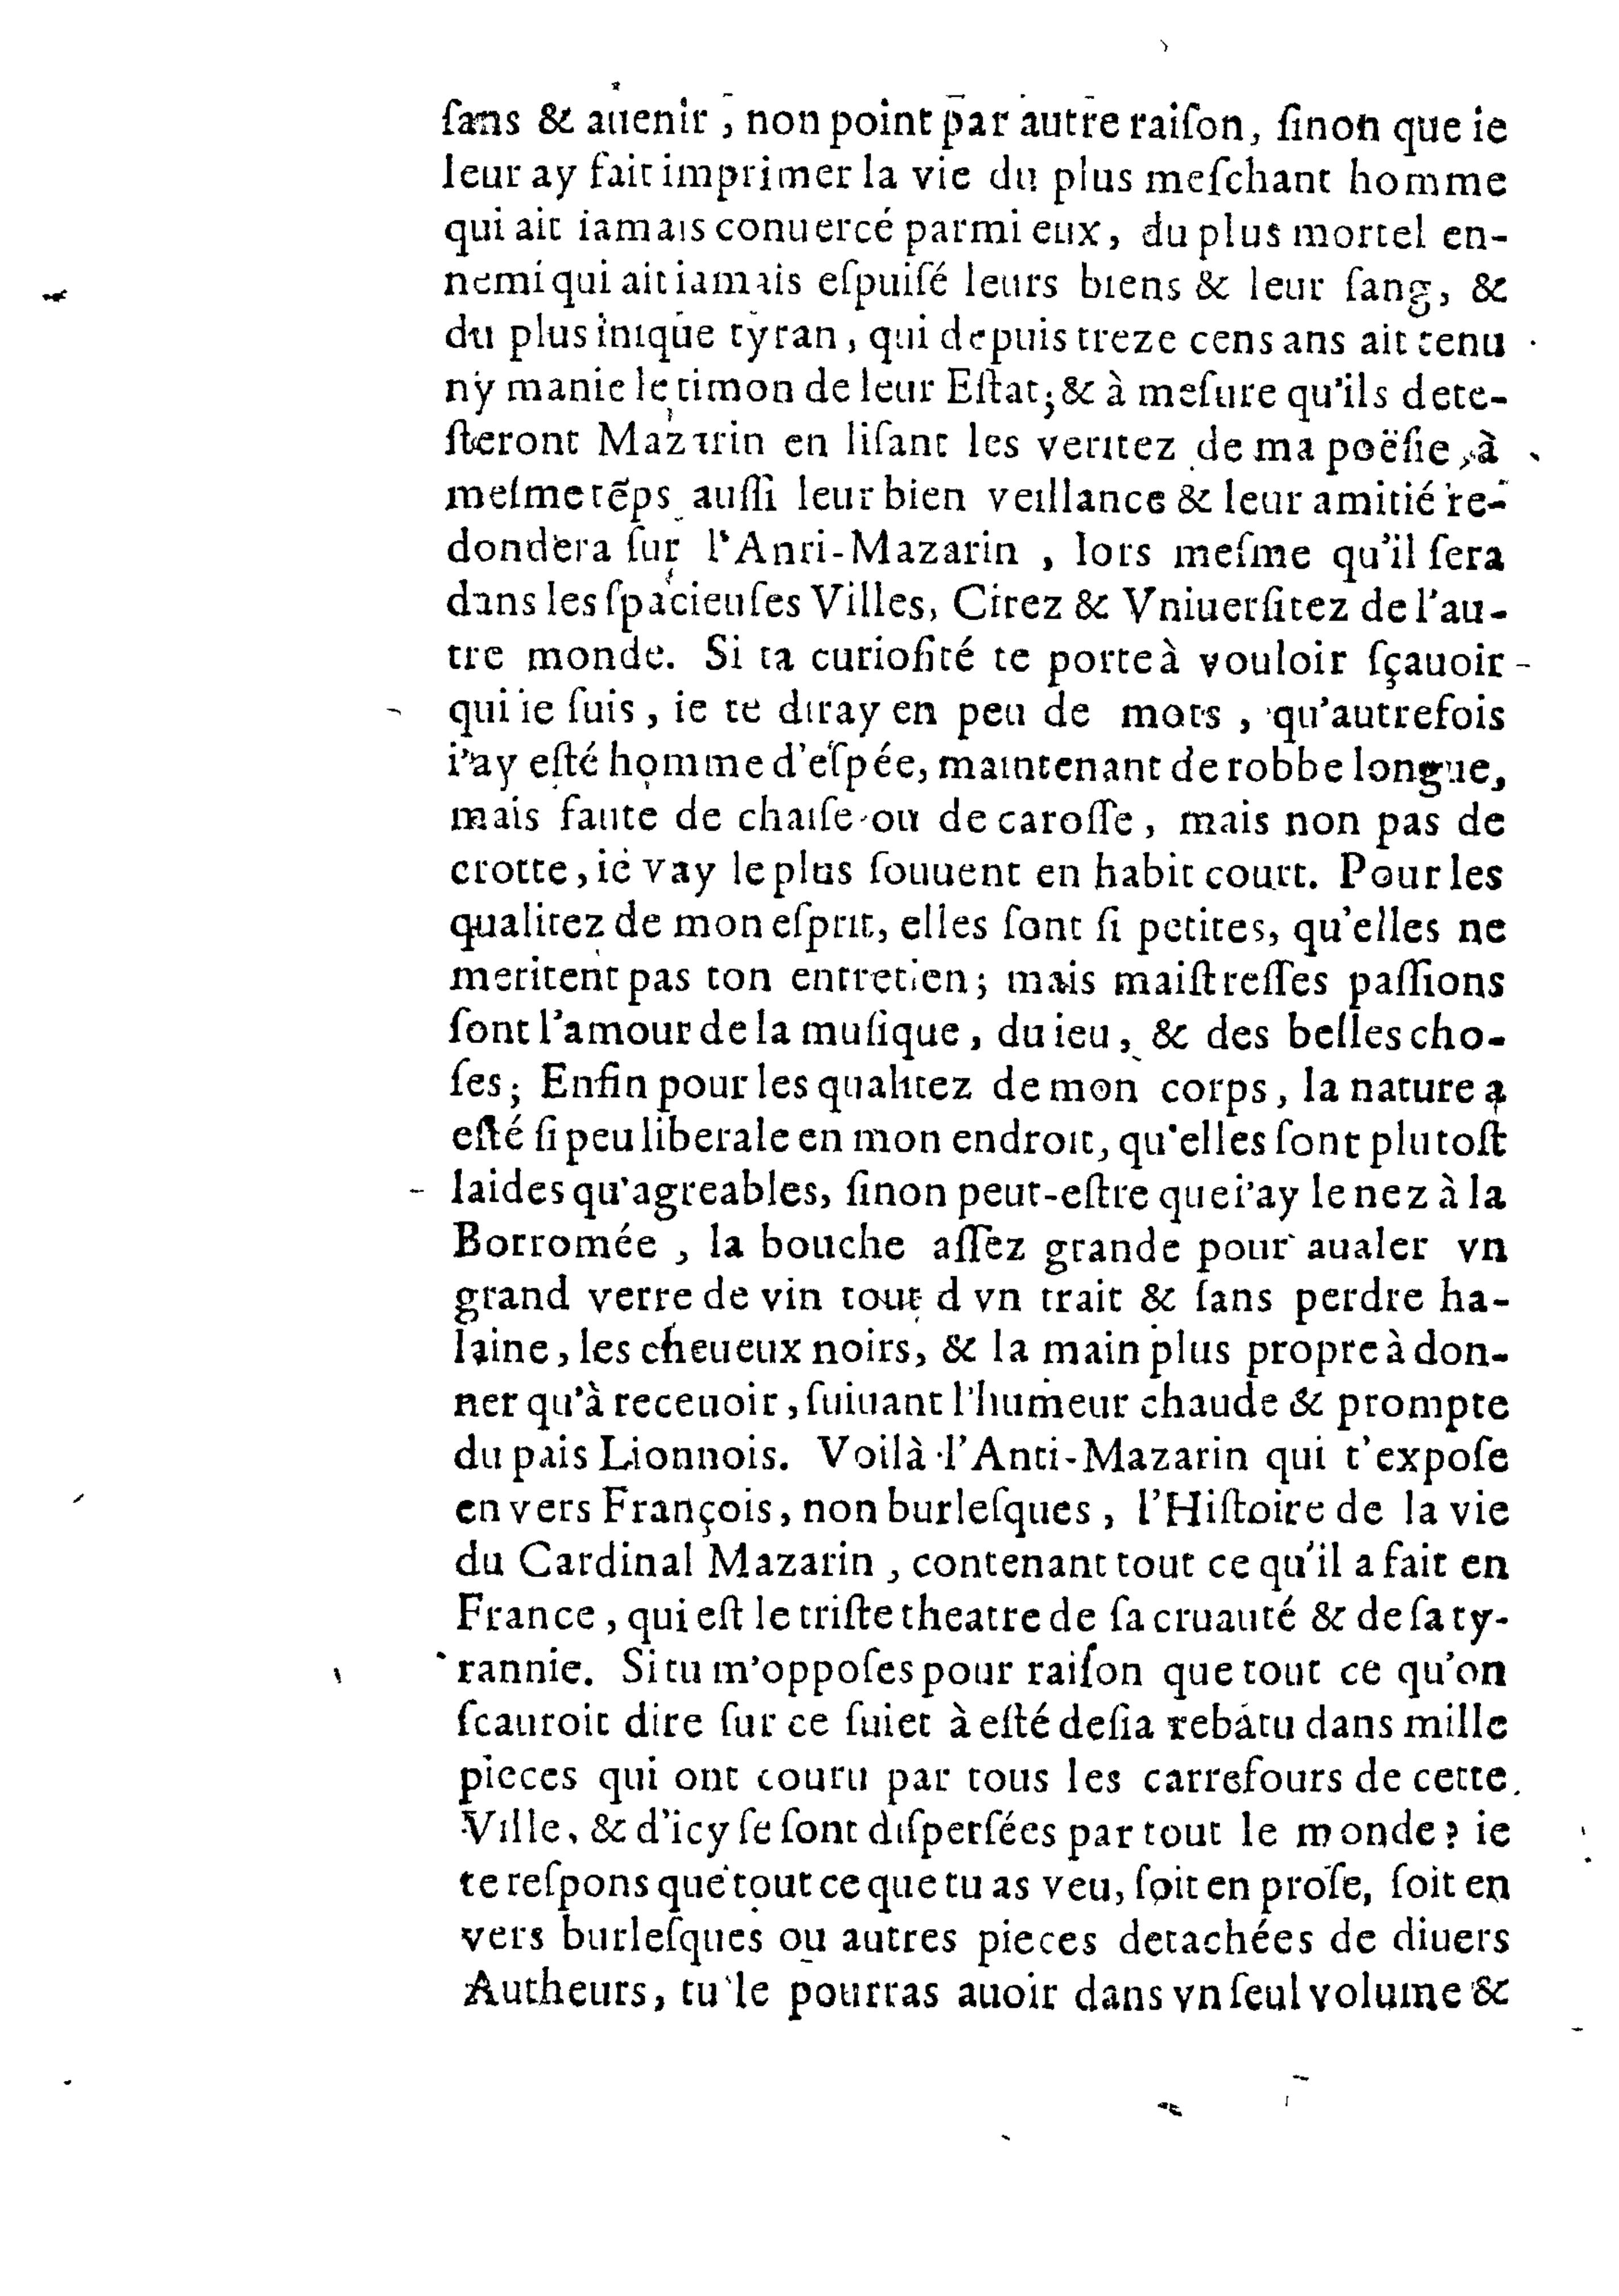 ſans & auenir, non point par autre raiſon, ſinon que ie
leur ay fait imprimer la vie du plus meſchant homme
qui ait iamais conuercé parmi eux, du plus mortel en-
nemi qui ait iamais eſpuiſé leurs biens & leur ſang, &
du plus inique tyran, qui depuis treze cens ans ait tenu
ny manie le timon de leur Eſtat; & à meſure qu'ils dete-
ſteront Mazarin en liſant les veritez de ma poëſie, à
meſme tẽps auſſi leur bien veillance & leur amitié re-
dondera ſur l'Anti-Mazarin, lors meſme qu'il ſera
dans les ſpacieuſes Villes, Citez & Vniuerſitez de l'au-
tre monde. Si ta curioſité te porte à vouloir ſçauoir
qui ie ſuis, ie te diray en peu de mots, qu'autrefois
i'ay eſté homme d'eſpée, maintenant de robbe longue,
mais faute de chaiſe ou de caroſſe, mais non pas de
crotte, ie vay le plus ſouuent en habit court. Pour les
qualitez de mon eſprit, elles ſont ſi petites, qu'elles ne
meritent pas ton entretien; mais maiſtreſſes paſſions
ſont l'amour de la muſique, du ieu, & des belles cho-
ſes; Enfin pour les qualitez de mon corps, la nature a
eſté ſi peu liberale en mon endroit, qu'elles ſont plutoſt
laides qu'agreables, ſinon peut-eſtre que i'ay le nez à la
Borromée, la bouche aſſez grande pour aualer vn
grand verre de vin tout d vn trait & ſans perdre ha-
laine, les cheueux noirs, & la main plus propre à don-
ner qu'à receuoir, ſuiuant l'humeur chaude & prompte
du pais Lionnois. Voilà l'Anti-Mazarin qui t'expoſe
en vers François, non burleſques, l'Hiſtoire de la vie
du Cardinal Mazarin, contenant tout ce qu'il a fait en
France, qui eſt le triſte theatre de ſa cruauté & de ſa ty-
rannie. Si tu m'oppoſes pour raiſon que tout ce qu'on
ſcauroit dire ſur ce ſuiet à eſté deſia rebatu dans mille
pieces qui ont couru par tous les carrefours de cette
Ville, & d'icy ſe ſont diſperſées par tout le monde? ie
te reſpons que tout ce que tu as veu, ſoit en proſe, ſoit en
vers burleſques ou autres pieces detachées de diuers
Autheurs, tu le pourras auoir dans vn ſeul volume &